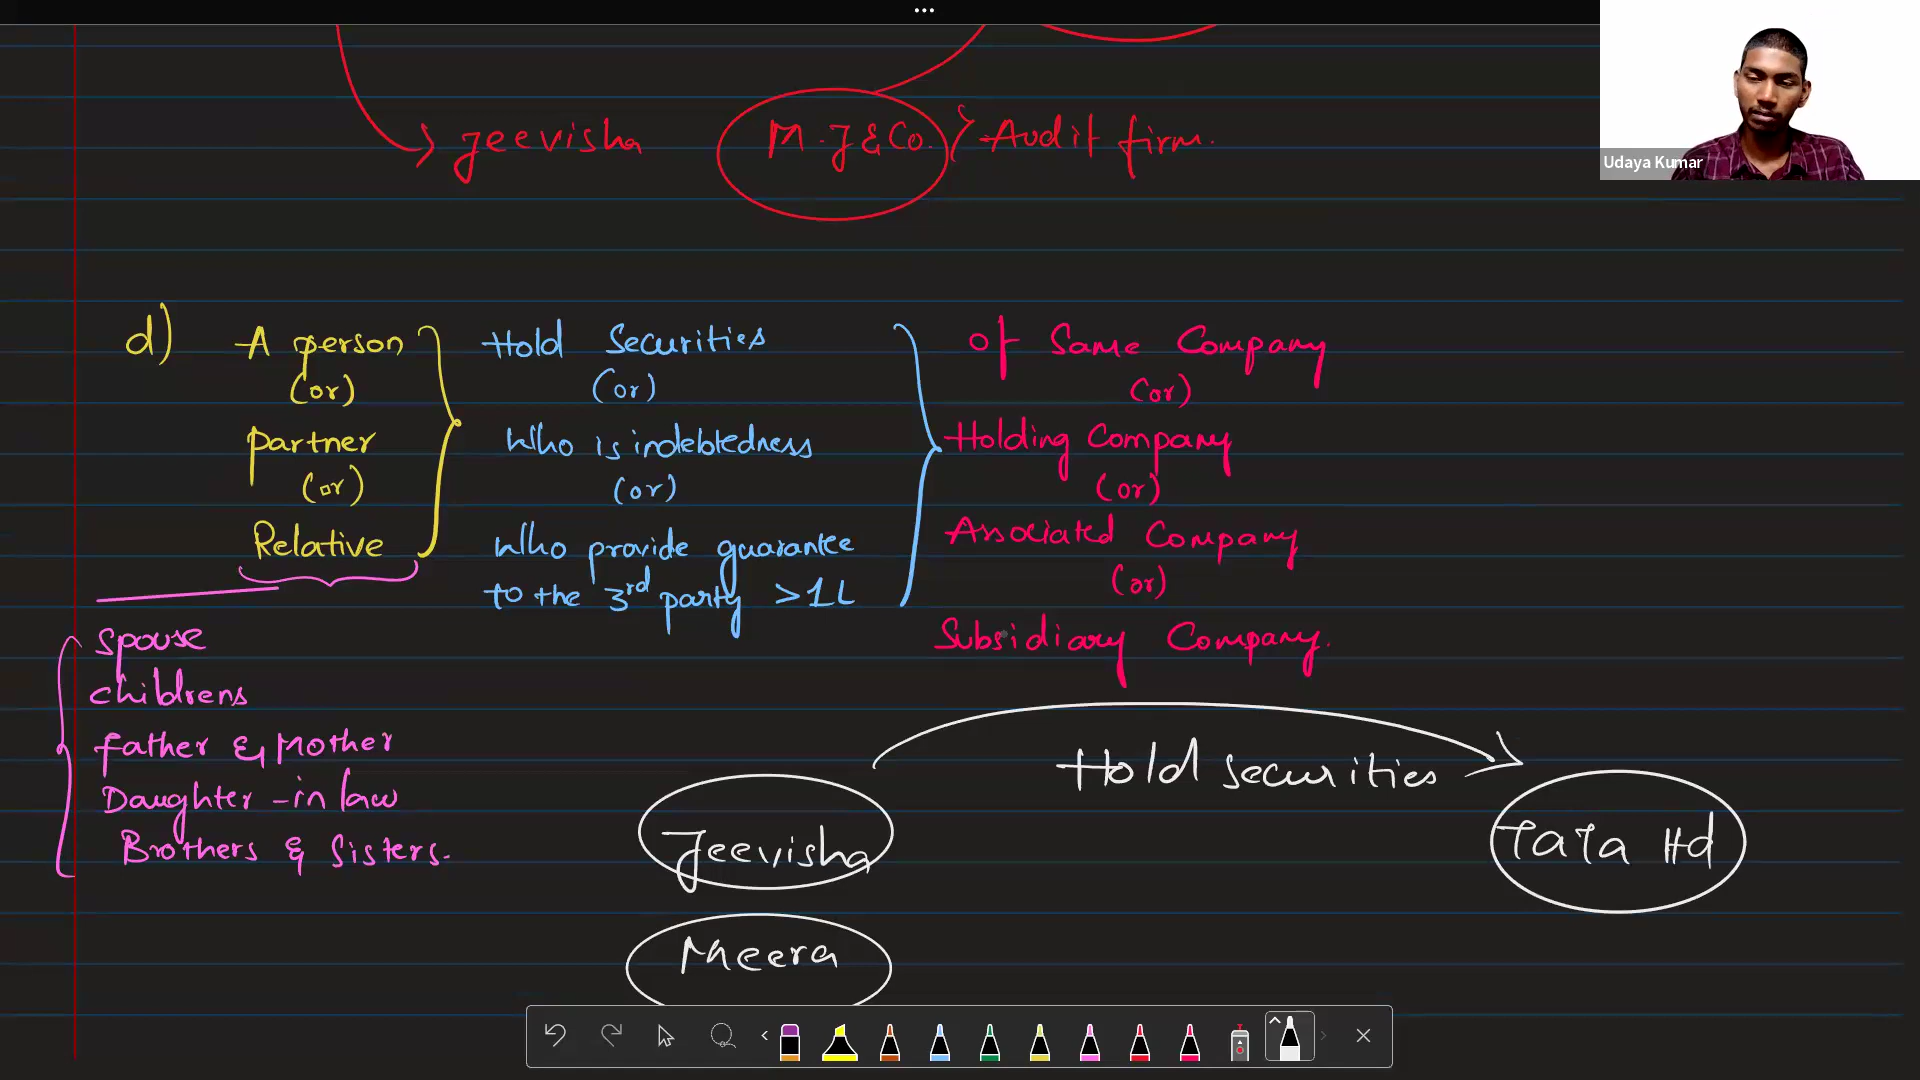 Udaya Kumar
Jeevisha M.J & Co. Audit firm.
d) A person Hold Securities of Same Company
(or) (or) (or)
partner Who is indebtedness Holding Company
(or) (or) (or)
Relative Who provide guarantee Associated Company
to the 3rd party >1L (or)
Spouse Subsidiary Company.
childrens
Father & Mother Hold securities
Daughter-in law
Brothers & Sisters. Jeevisha TaTa
Meera